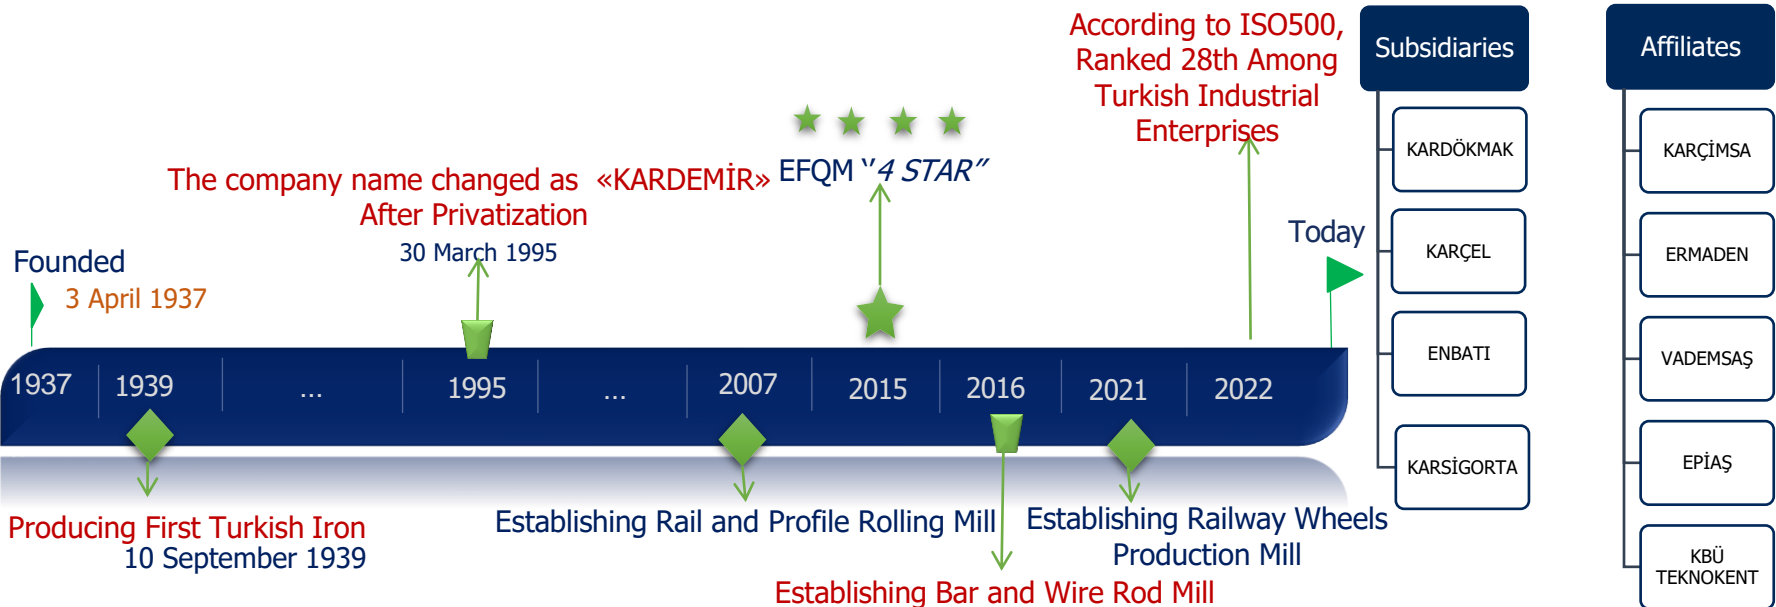 According to ISO500,
Ranked 28th Among
Turkish Industrial
Enterprises
EFQM ‘’4 STAR”
The company name changed as «KARDEMİR»
After Privatization
30 March 1995
Founded
3 April 1937
Today
1937
1939
...
1995
...
2007
2015
2016
2021
2022
Producing First Turkish Iron
10 September 1939
Establishing Rail and Profile Rolling Mill
Establishing Bar and Wire Rod Mill
Establishing Railway Wheels
Production Mill
Subsidiaries
KARDÖKMAK
KARÇEL
ENBATI
KARSİGORTA
Affiliates
KARÇİMSA
ERMADEN
VADEMSAŞ
EPİAŞ
KBÜ
TEKNOKENT